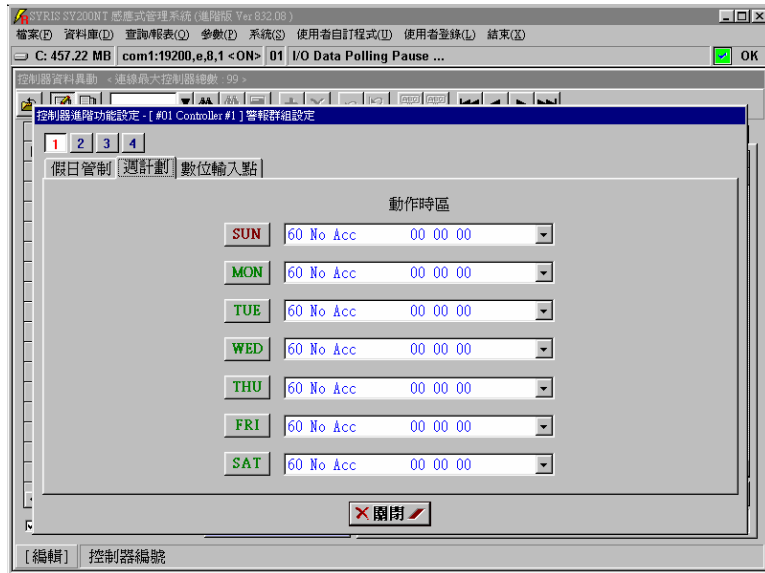 SYRIS SY200NT 感應式管理系統 (進階版 Ver 832.08 )
檔案(F) 資料庫(D) 查詢/報表(Q) 參數(P) 系統(S) 使用者自訂程式(U) 使用者登錄(L) 結束(X)
C: 457.22 MB com1:19200,e,8,1 <ON> 01 I/O Data Polling Pause ... OK
控制器資料異動 < 連線最大控制器總數 : 99 >
控制器進階功能設定 - [ #01 Controller #1 ] 警報群組設定
1 2 3 4
假日管制 週計劃 數位輸入點
動作時區
SUN 60 No Acc 00 00 00
MON 60 No Acc 00 00 00
TUE 60 No Acc 00 00 00
WED 60 No Acc 00 00 00
THU 60 No Acc 00 00 00
FRI 60 No Acc 00 00 00
SAT 60 No Acc 00 00 00
關閉
[編輯] 控制器編號